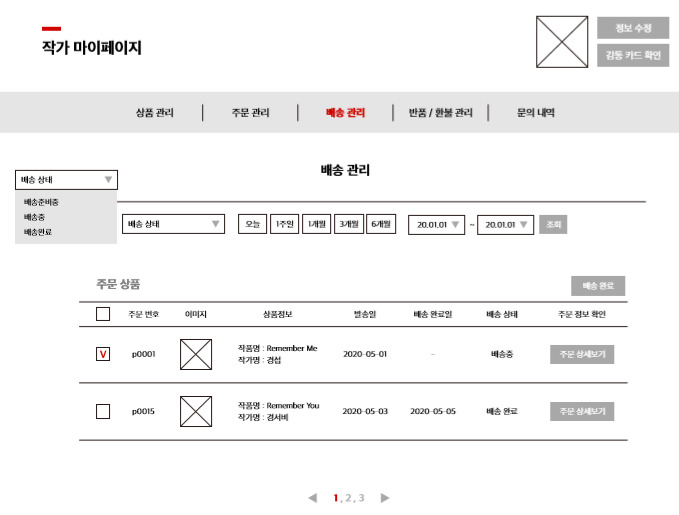 작가 마이페이지
정보 수정
감동 카드 확인
상품 관리 주문 관리 배송 관리 반품 / 환불 관리 문의 내역
배송 관리
배송 상태
배송준비중
배송중
배송완료
배송 상태 오늘 1주일 1개월 3개월 6개월 20.01.01 ~ 20.01.01 조회
주문 상품
배송 완료
주문 번호 이미지 상품정보 발송일 배송 완료일 배송 상태 주문 정보 확인
V p0001 작품명 : Remember Me 2020-05-01 - 배송중 주문 상세보기
작가명 : 경섭
p0015 작품명 : Remember You 2020-05-03 2020-05-05 배송 완료 주문 상세보기
작가명 : 경서비
◀ 1, 2, 3 ▶